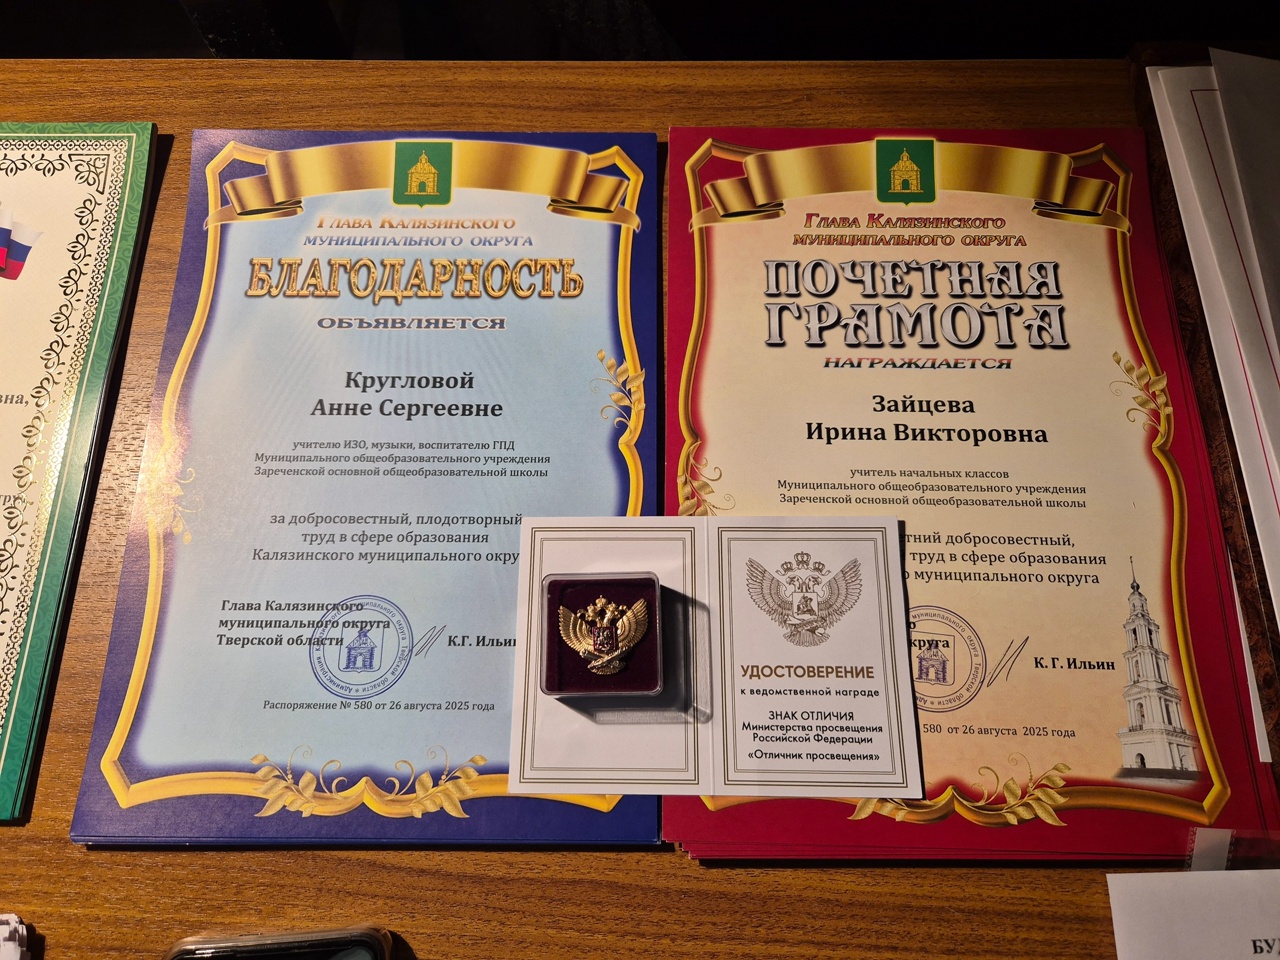 вна,
Глава Калязинского
муниципального округа
БЛАГОДАРНОСТЬ
ОБЪЯВЛЯЕТСЯ
Кругловой
Анне Сергеевне
учителю ИЗО, музыки, воспитателю ГПД
Муниципального общеобразовательного учреждения
Зареченской основной общеобразовательной школы
за добросовестный, плодотворный
труд в сфере образования
Калязинского муниципального окру
Глава Калязинского
муниципального округа
Тверской области
К.Г. Ильин
Распоряжение № 580 от 26 августа 2025 года
Глава Калязинского
муниципального округа
ПОЧЕТНАЯ
ГРАМОТА
НАГРАЖДАЕТСЯ
Зайцева
Ирина Викторовна
учитель начальных классов
Муниципального общеобразовательного учреждения
Зареченской основной общеобразовательной школы
тний добросовестный,
труд в сфере образования
о муниципального округа
округа
К. Г. Ильин
580 от 26 августа 2025 года
УДОСТОВЕРЕНИЕ
к ведомственной награде
ЗНАК ОТЛИЧИЯ
Министерства просвещения
Российской Федерации
«Отличник просвещения»
БУ